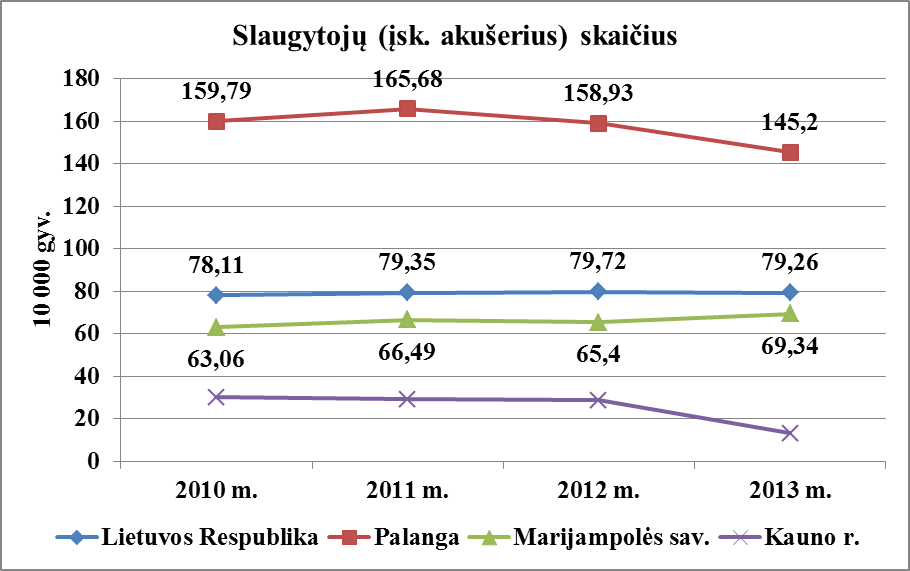 Slaugytojų (įsk. akušerius) skaičius
10 000 gyv.
180
160
140
120
100
80
60
40
20
0
159,79
165,68
158,93
145,2
78,11
79,35
79,72
79,26
63,06
66,49
65,4
69,34
2010 m.
2011 m.
2012 m.
2013 m.
Lietuvos Respublika
Palanga
Marijampolės sav.
Kauno r.